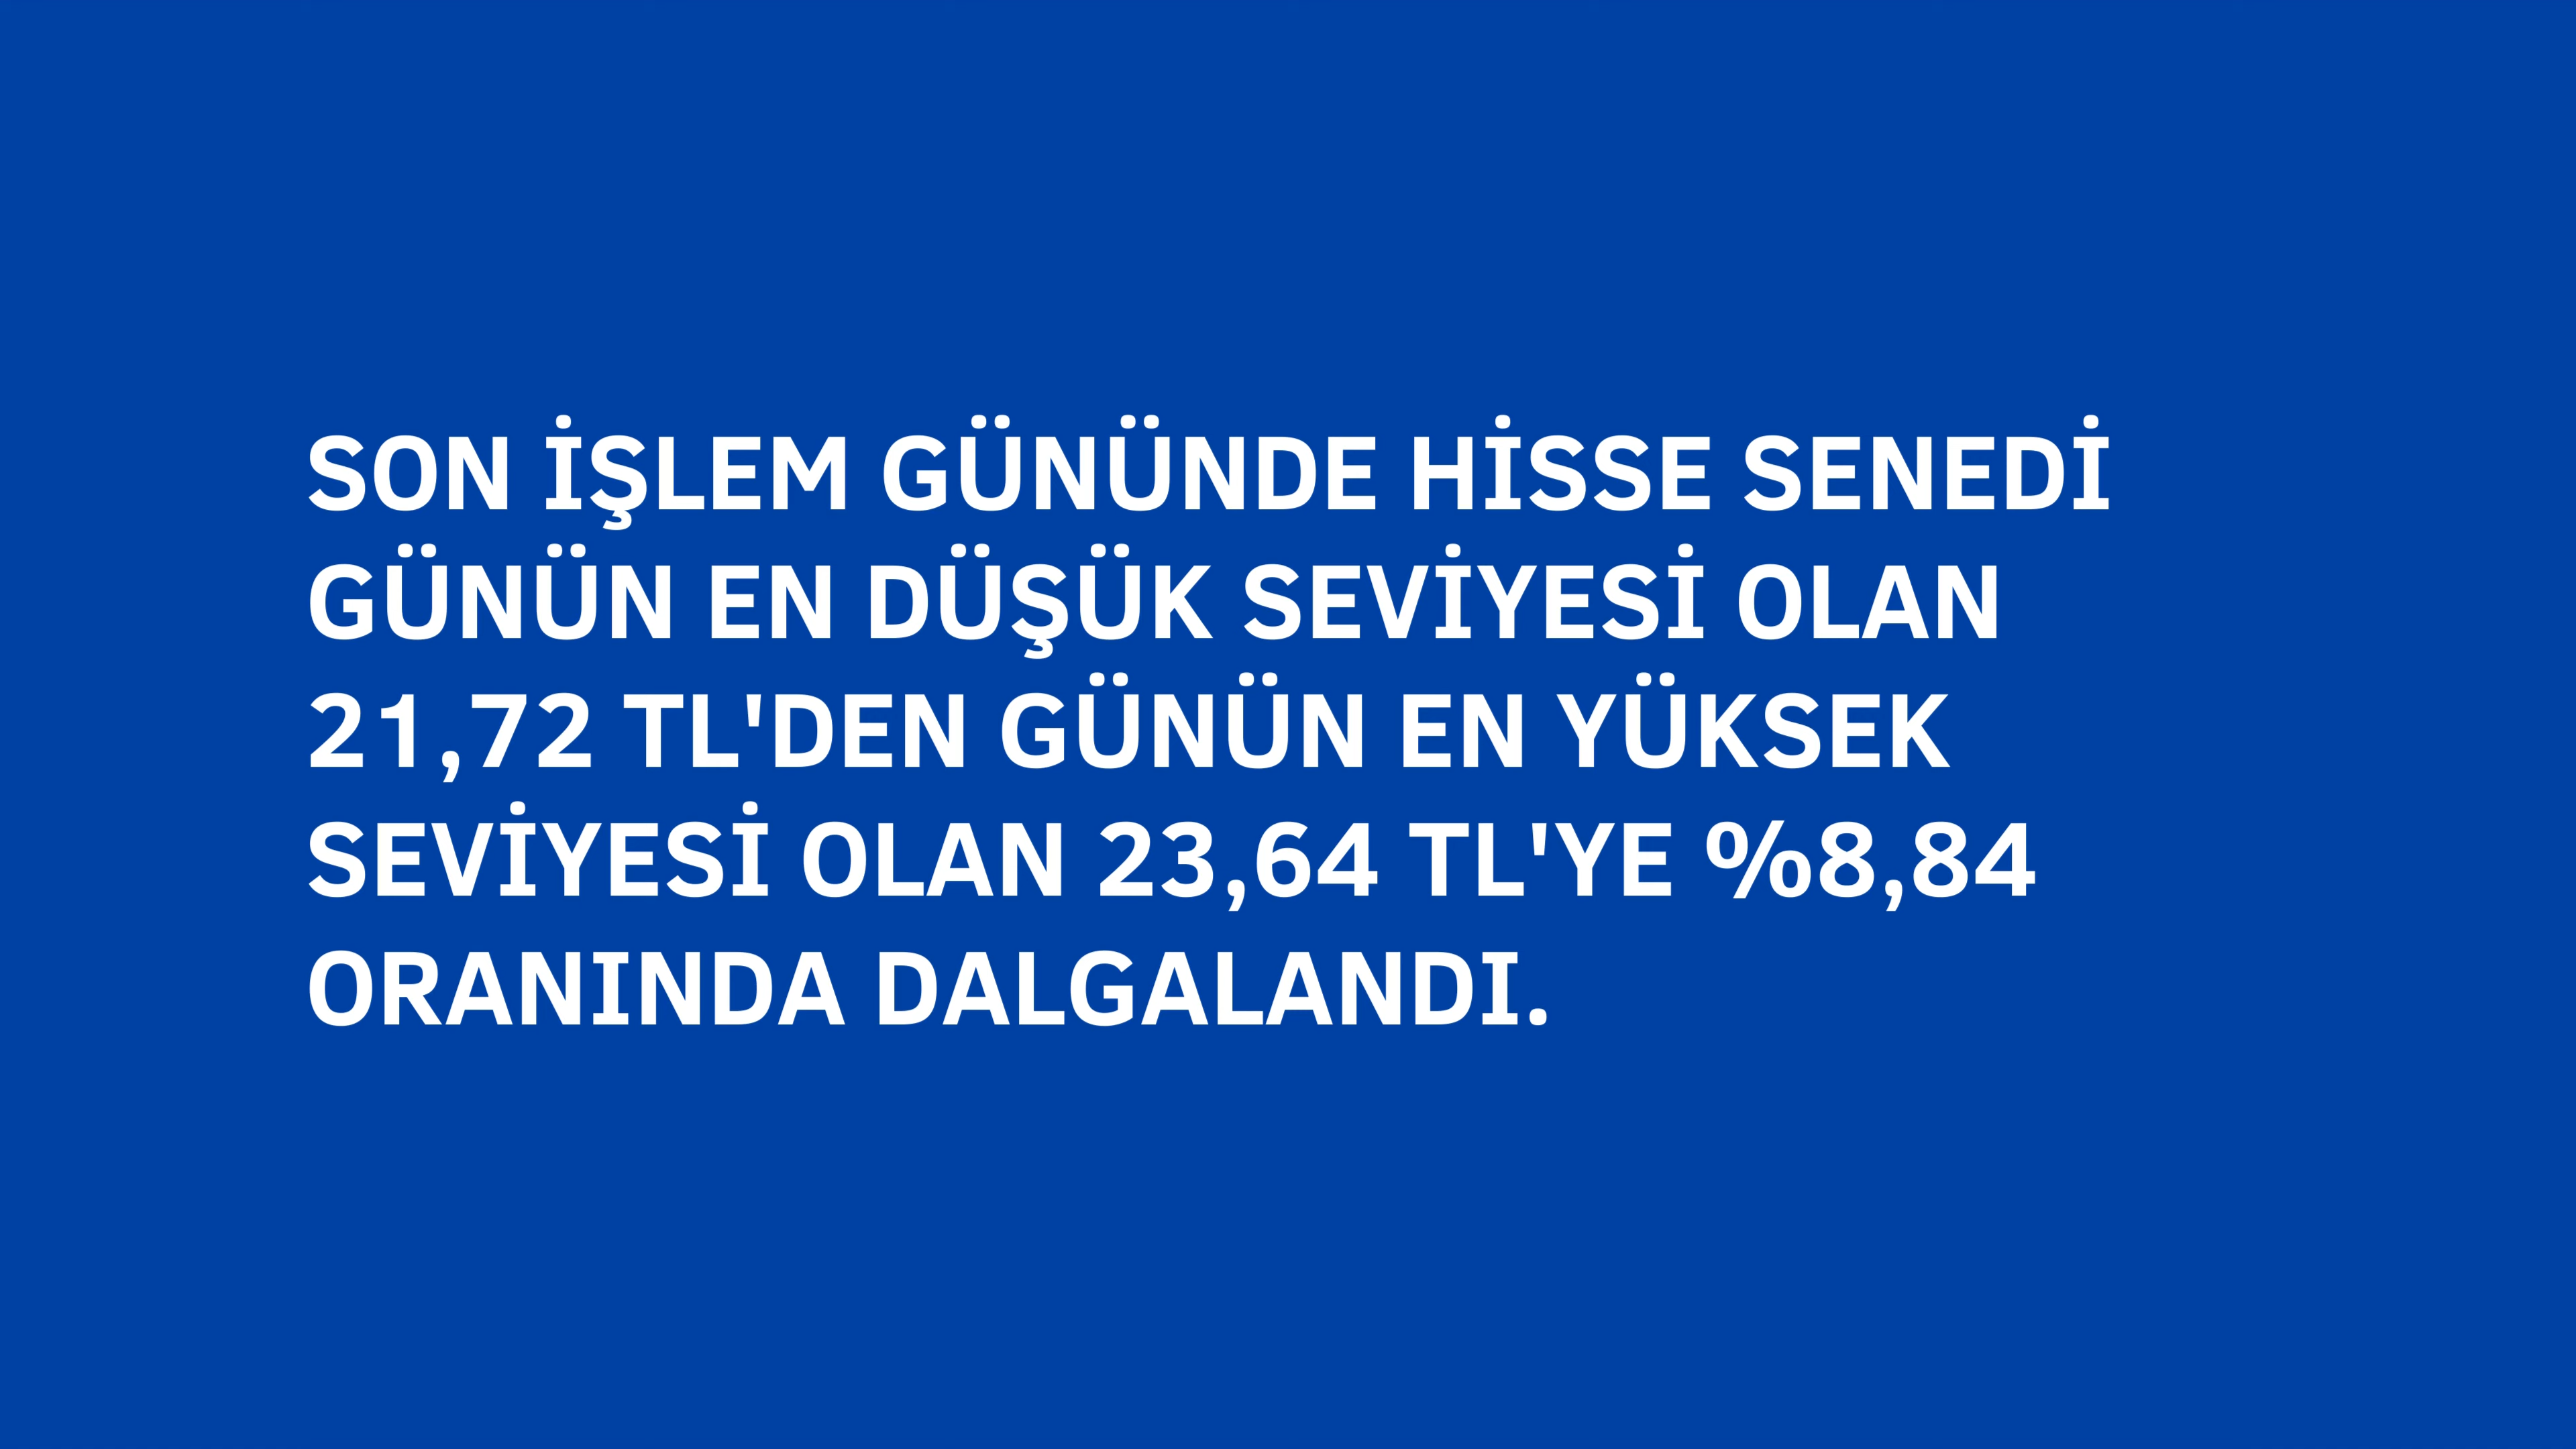 SON İŞLEM GÜNÜNDE HİSSE SENEDİ
GÜNÜN EN DÜŞÜK SEVİYESİ OLAN
21,72 TL'DEN GÜNÜN EN YÜKSEK
SEVİYESİ OLAN 23,64 TL'YE %8,84
ORANINDA DALGALANDI.